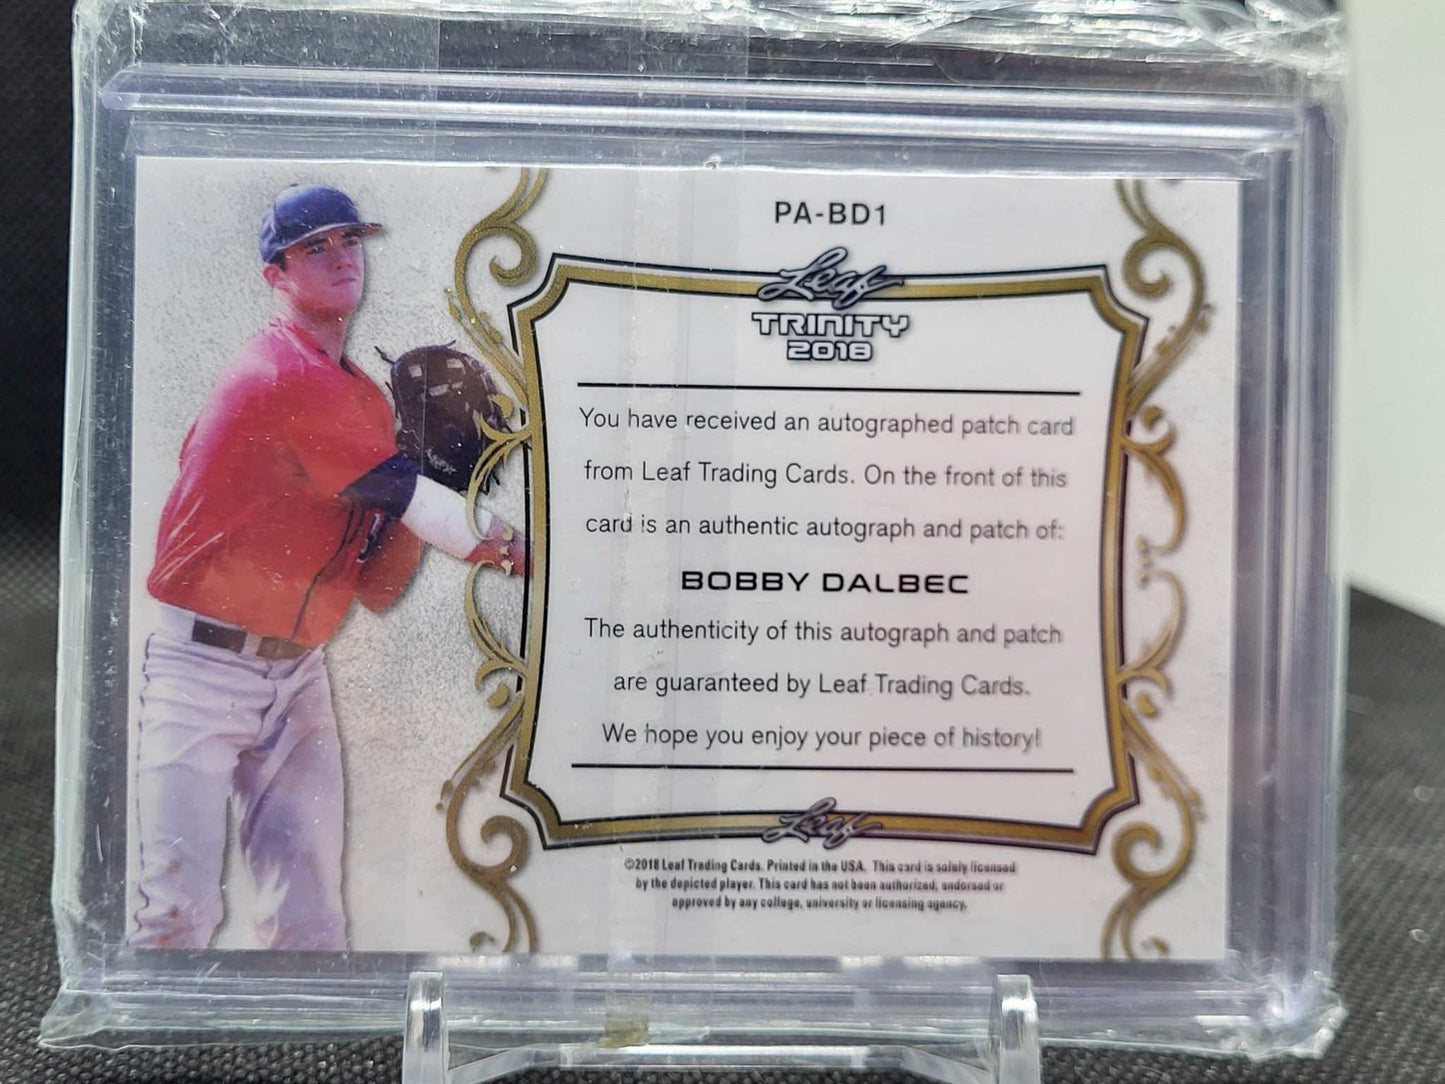 PA-BD1
Leaf
TRINITY
2018
You have received an autographed patch card
from Leaf Trading Cards. On the front of this
card is an authentic autograph and patch of:
BOBBY DALBEC
The authenticity of this autograph and patch
are guaranteed by Leaf Trading Cards.
We hope you enjoy your piece of history!
Leaf
©2018 Leaf Trading Cards. Printed in the USA. This card is solely licensed
by the depicted player. This card has not been authorized, endorsed or
approved by any college, university or licensing agency.